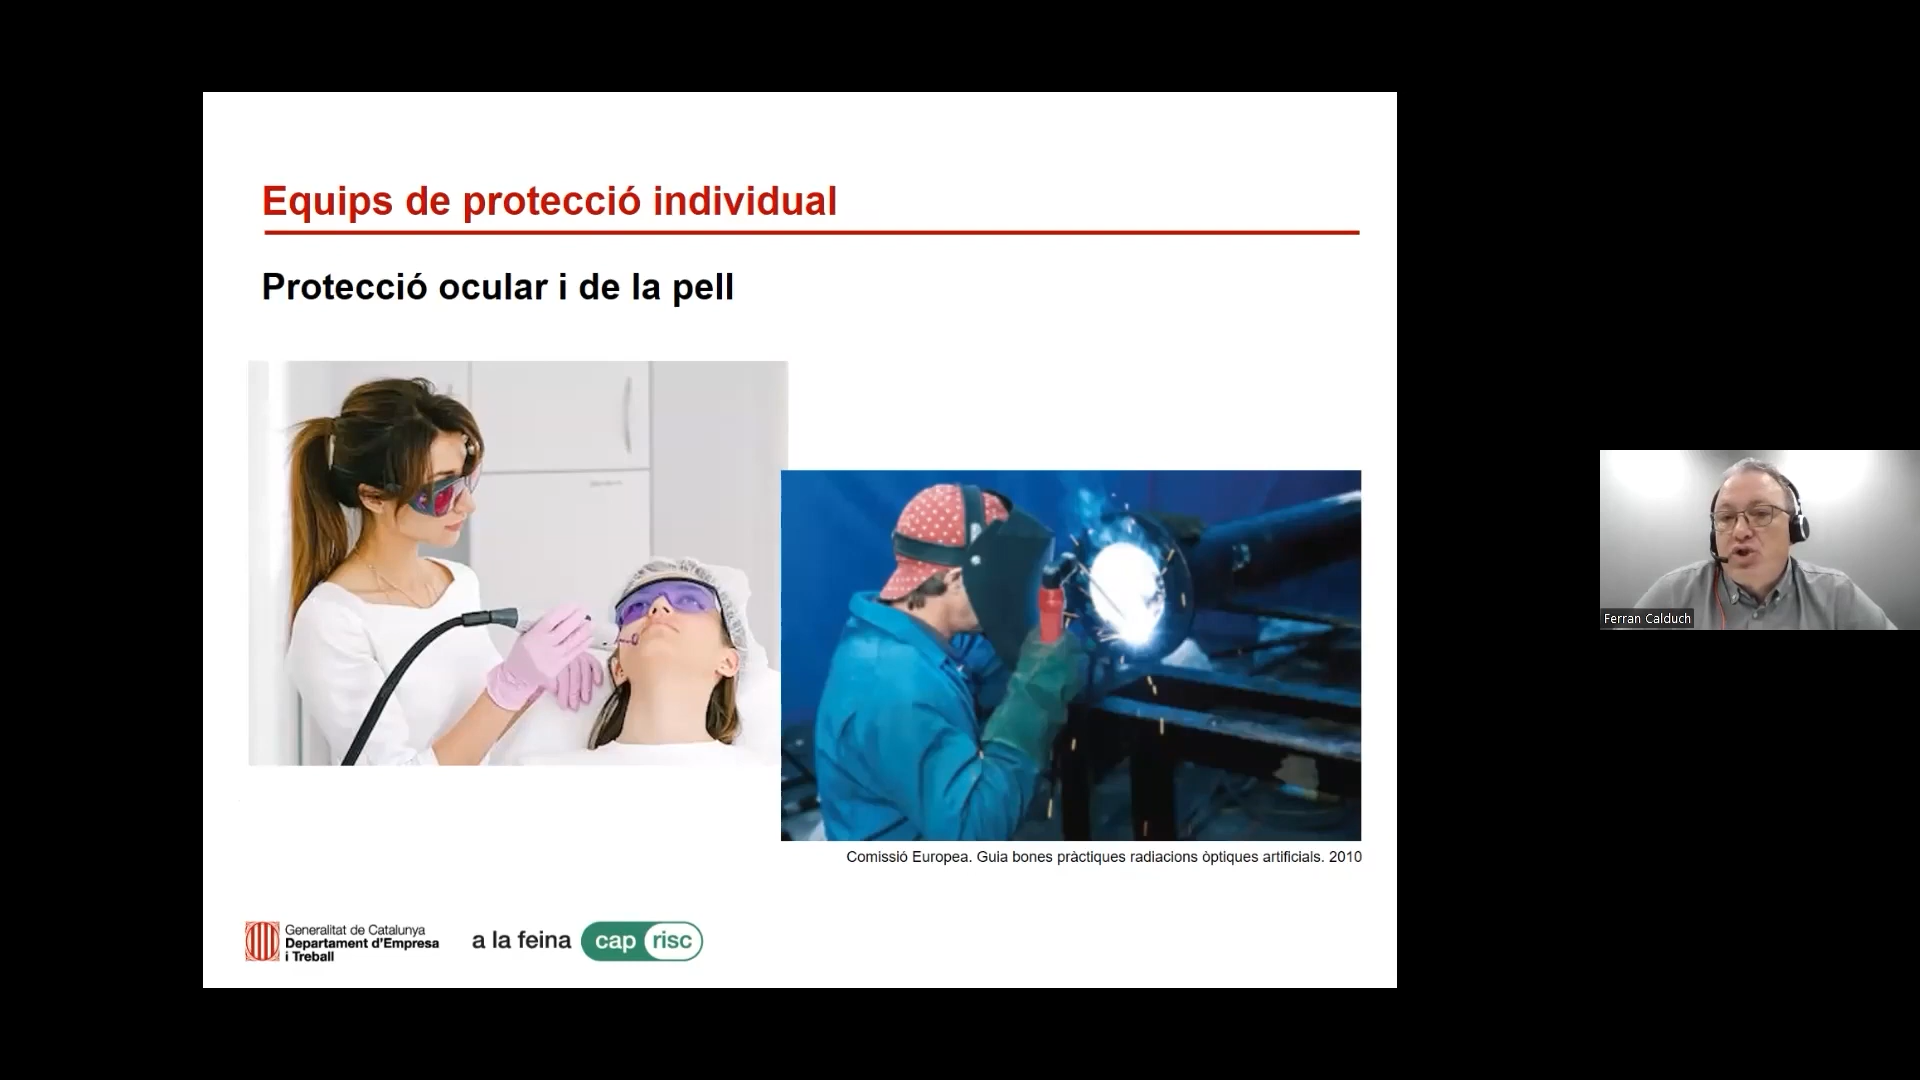 Equips de protecció individual
Protecció ocular i de la pell
Comissió Europea. Guia bones pràctiques radiacions òptiques artificials. 2010
Generalitat de Catalunya
Departament d'Empresa
i Treball
a la feina cap risc
Ferran Calduch